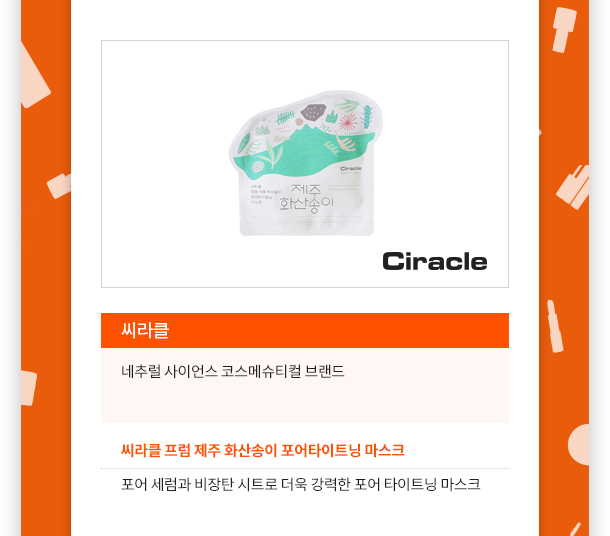 Ciracle
제주
화산송이
Ciracle
씨라클
네추럴 사이언스 코스메슈티컬 브랜드
씨라클 프럼 제주 화산송이 포어타이트닝 마스크
포어 세럼과 비장탄 시트로 더욱 강력한 포어 타이트닝 마스크